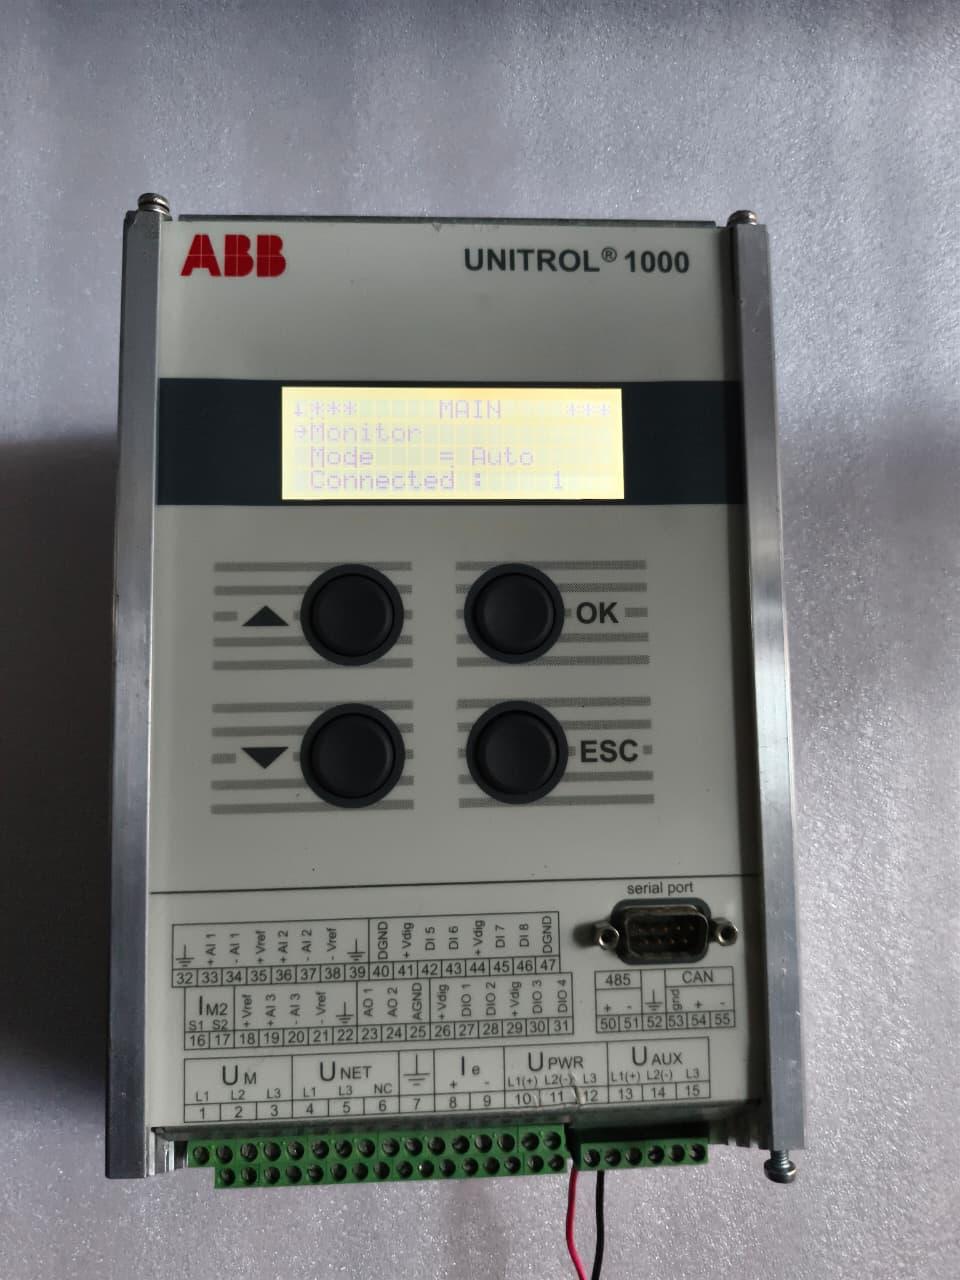 ABB
UNITROL® 1000
↓*** MAIN ***
→Monitor
Mode = Auto
Connected : 1
▲ OK
▼ ESC
serial port
⏚ + AI 1 - AI 1 + Vref + AI 2 - AI 2 - Vref ⏚ DGND + Vdig DI 5 DI 6 + Vdig DI 7 DI 8 DGND
32 33 34 35 36 37 38 39 40 41 42 43 44 45 46 47
IM2 + Vref + AI 3 - AI 3 - Vref ⏚ AO 1 AO 2 AGND + Vdig DIO 1 DIO 2 + Vdig DIO 3 DIO 4
S1 S2
16 17 18 19 20 21 22 23 24 25 26 27 28 29 30 31
485 CAN
+ - ⏚ gnd + -
50 51 52 53 54 55
UM UNET ⏚ Ie UPWR UAUX
L1 L2 L3 L1 L3 NC + - L1(+) L2(-) L3 L1(+) L2(-) L3
1 2 3 4 5 6 7 8 9 10 11 12 13 14 15